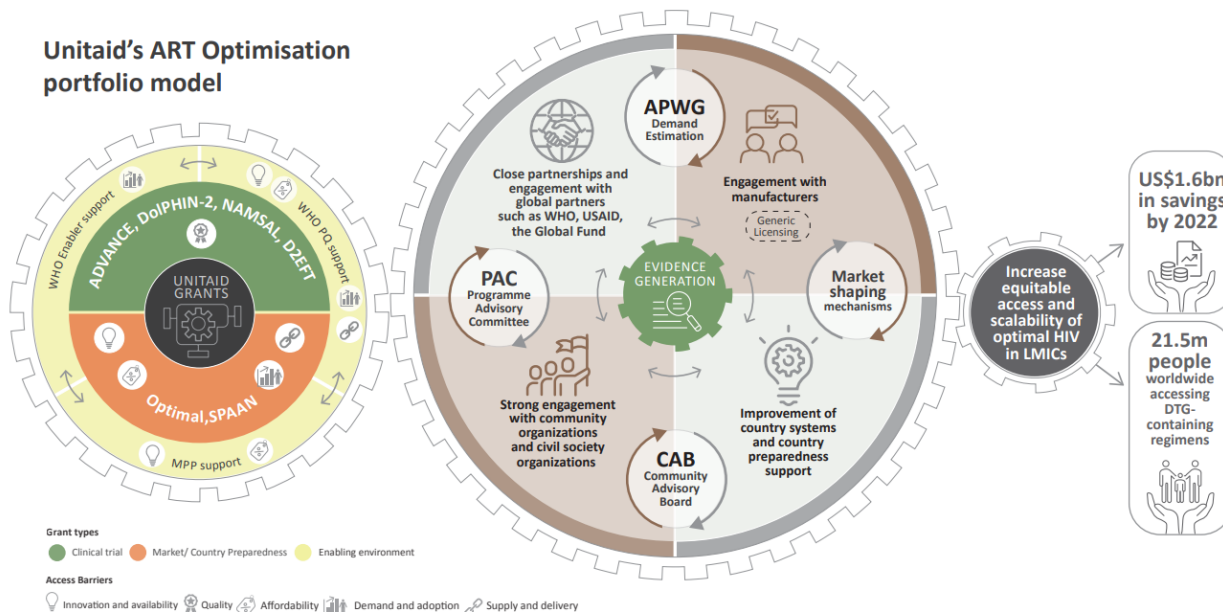 Unitaid’s ART Optimisation
portfolio model
WHO Enabler support
WHO PQ support
ADVANCE, DolPHIN-2, NAMSAL, D2EFT
UNITAID
GRANTS
Optimal,SPAAN
MPP support
Grant types
Clinical trial
Market/ Country Preparedness
Enabling environment
Access Barriers
Innovation and availability
Quality
Affordability
Demand and adoption
Supply and delivery
APWG
Demand
Estimation
Close partnerships and
engagement with
global partners
such as WHO, USAID,
the Global Fund
Engagement with
manufacturers
Generic
Licensing
PAC
Programme
Advisory
Committee
EVIDENCE
GENERATION
Market
shaping
mechanisms
Strong engagement
with community
organizations
and civil society
organizations
Improvement of
country systems
and country
preparedness
support
CAB
Community
Advisory
Board
Increase
equitable
access and
scalability of
optimal HIV
in LMICs
US$1.6bn
in savings
by 2022
21.5m
people
worldwide
accessing
DTG-
containing
regimens